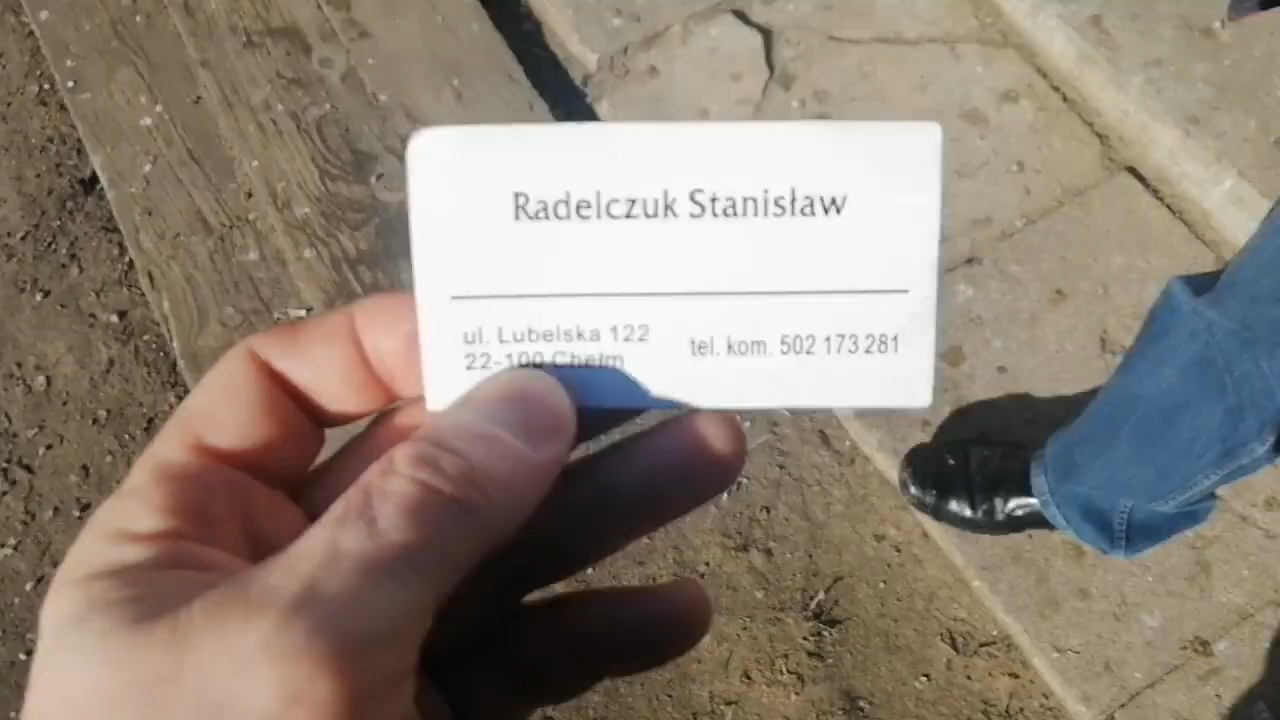 Radelczuk Stanisław
ul. Lubelska 122
22-100 Chełm
tel. kom. 502 173 281